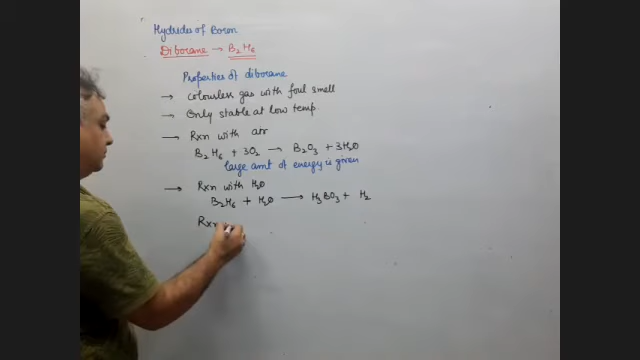 Hydrides of Boron
Diborane → B₂H₆
Properties of diborane
→ Colourless gas with foul smell
→ Only stable at low temp
→ Rxn with air
B₂H₆ + 3O₂ → B₂O₃ + 3H₂O
large amt of energy is given
→ Rxn with H₂O
B₂H₆ + H₂O → H₃BO₃ + H₂
Rxn